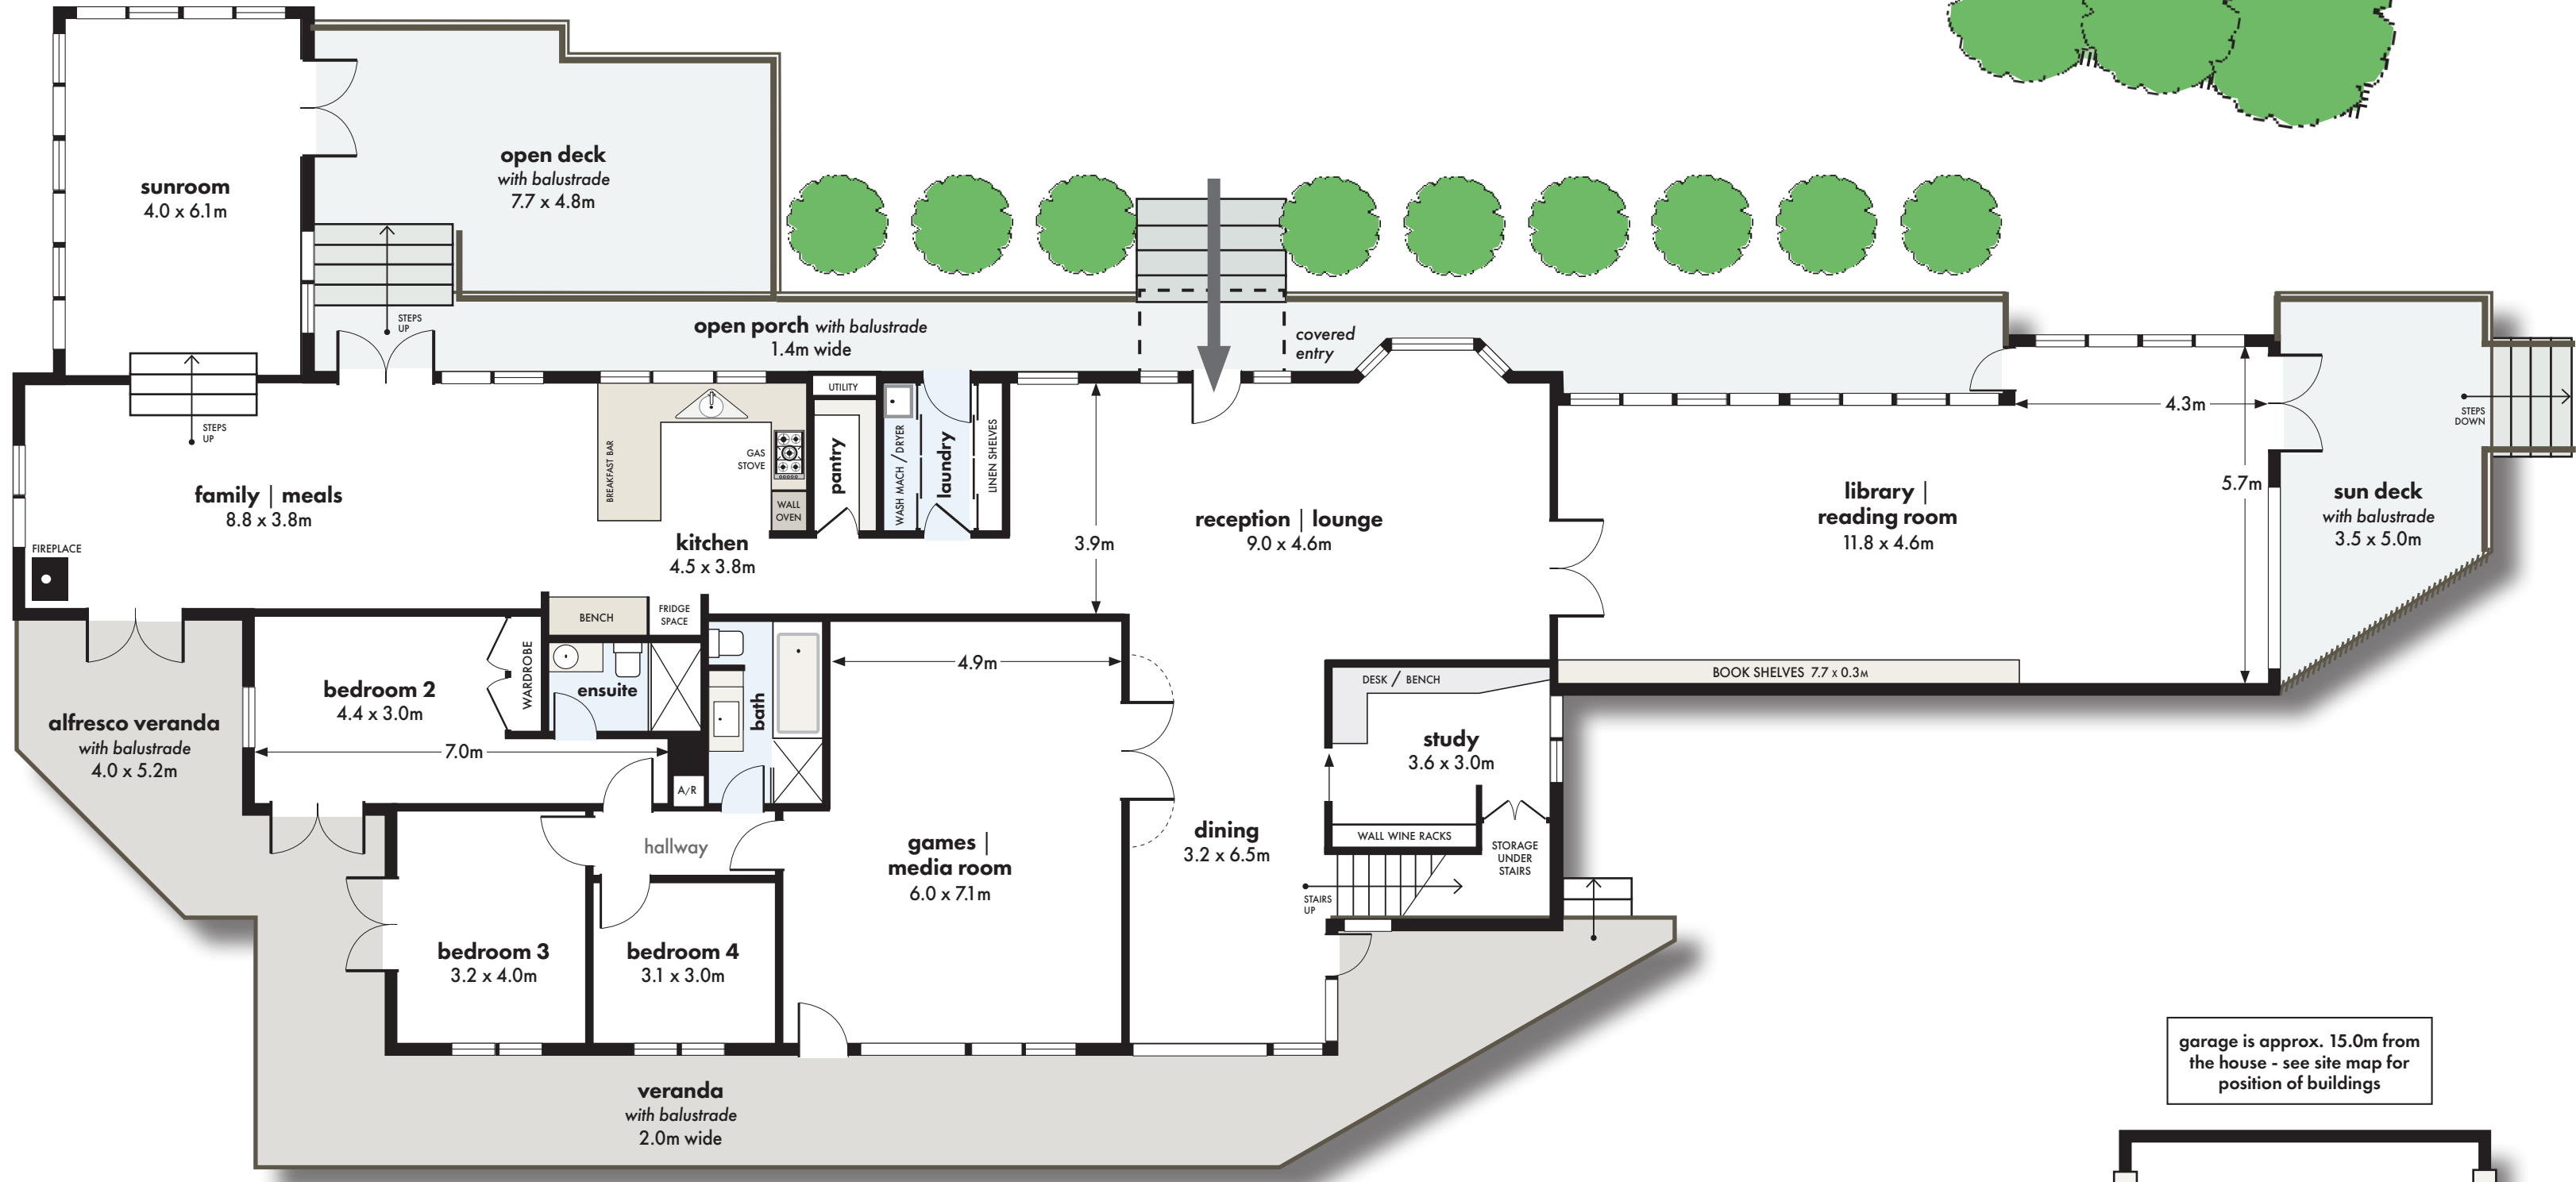 sunroom
4.0 x 6.1m
open deck
with balustrade
7.7 x 4.8m
STEPS
UP
open porch with balustrade
1.4m wide
covered
entry
STEPS
UP
family | meals
8.8 x 3.8m
FIREPLACE
BREAKFAST BAR
GAS
STOVE
WALL
OVEN
kitchen
4.5 x 3.8m
UTILITY
pantry
WASH MACH / DRYER
laundry
LINEN SHELVES
3.9m
reception | lounge
9.0 x 4.6m
library |
reading room
11.8 x 4.6m
4.3m
5.7m
BOOK SHELVES 7.7 x 0.3M
STEPS
DOWN
sun deck
with balustrade
3.5 x 5.0m
BENCH
FRIDGE
SPACE
alfresco veranda
with balustrade
4.0 x 5.2m
bedroom 2
4.4 x 3.0m
WARDROBE
7.0m
ensuite
A/R
bath
4.9m
games |
media room
6.0 x 7.1m
hallway
bedroom 3
3.2 x 4.0m
bedroom 4
3.1 x 3.0m
dining
3.2 x 6.5m
DESK / BENCH
study
3.6 x 3.0m
WALL WINE RACKS
STORAGE
UNDER
STAIRS
STAIRS
UP
veranda
with balustrade
2.0m wide
garage is approx. 15.0m from
the house - see site map for
position of buildings